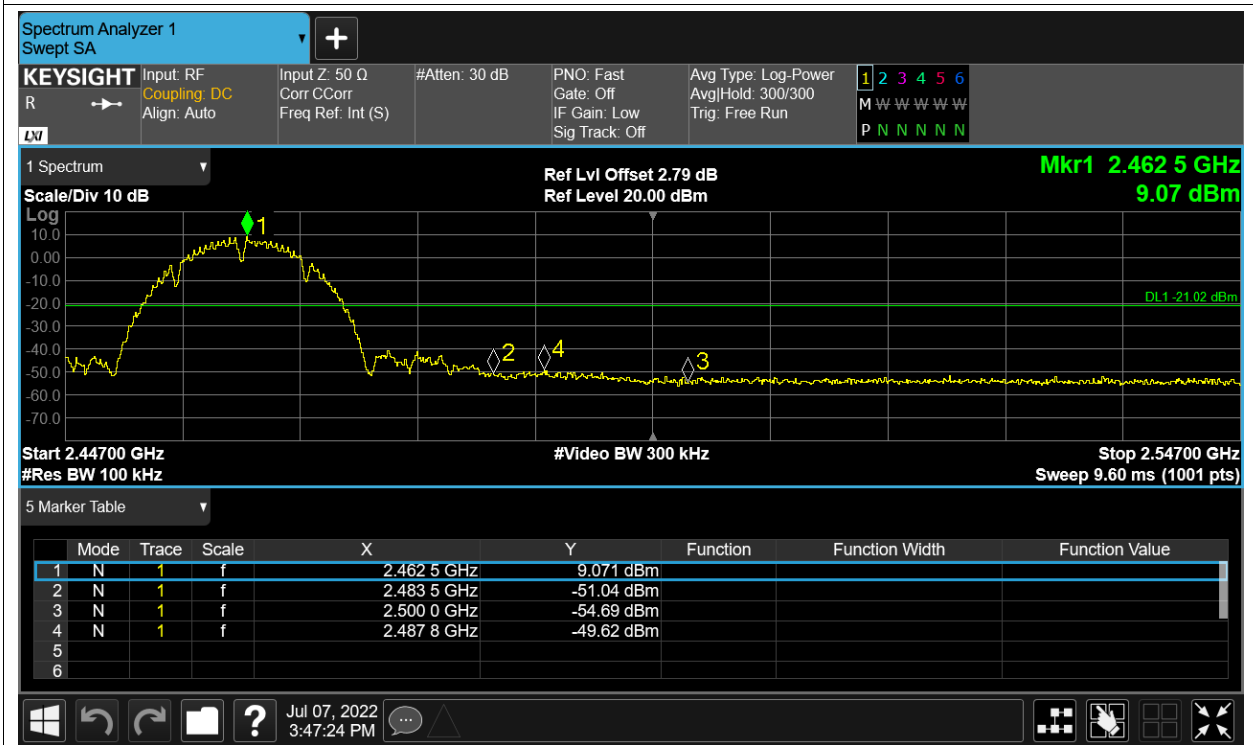 Spectrum Analyzer 1
Swept SA
KEYSIGHT Input: RF Input Z: 50 Ω #Atten: 30 dB PNO: Fast Avg Type: Log-Power 1 2 3 4 5 6
R Coupling: DC Corr CCorr Gate: Off Avg|Hold: 300/300 M W W W W W
Align: Auto Freq Ref: Int (S) IF Gain: Low Trig: Free Run
LXI Sig Track: Off P N N N N N
1 Spectrum Ref Lvl Offset 2.79 dB Mkr1 2.462 5 GHz
Scale/Div 10 dB Ref Level 20.00 dBm 9.07 dBm
Log
1
10.0
0.00
-10.0
-20.0 DL1 -21.02 dBm
-30.0
-40.0
2 4 3
-50.0
-60.0
-70.0
Start 2.44700 GHz #Video BW 300 kHz Stop 2.54700 GHz
#Res BW 100 kHz Sweep 9.60 ms (1001 pts)
5 Marker Table
Mode Trace Scale X Y Function Function Width Function Value
1 N 1 f 2.462 5 GHz 9.071 dBm
2 N 1 f 2.483 5 GHz -51.04 dBm
3 N 1 f 2.500 0 GHz -54.69 dBm
4 N 1 f 2.487 8 GHz -49.62 dBm
5
6
? Jul 07, 2022
3:47:24 PM